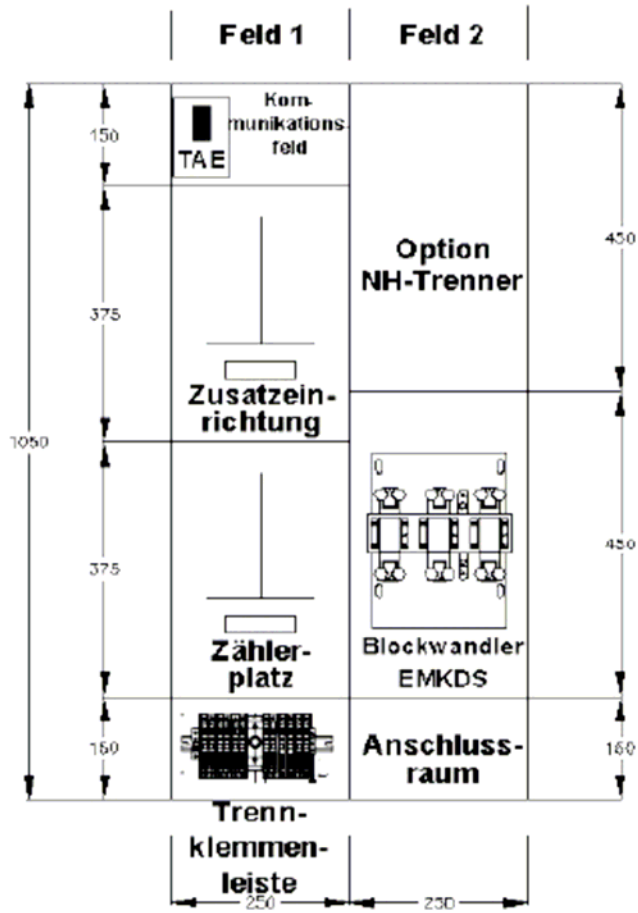 Feld 1
Feld 2
Kom-
munikations
feld
TAE
150
375
1050
375
Zusatzein-
richtung
Zähler-
platz
Option
NH-Trenner
450
450
Blockwandler
EMKDS
Anschluss-
raum
150
Trenn-
klemmen-
leiste
250
250